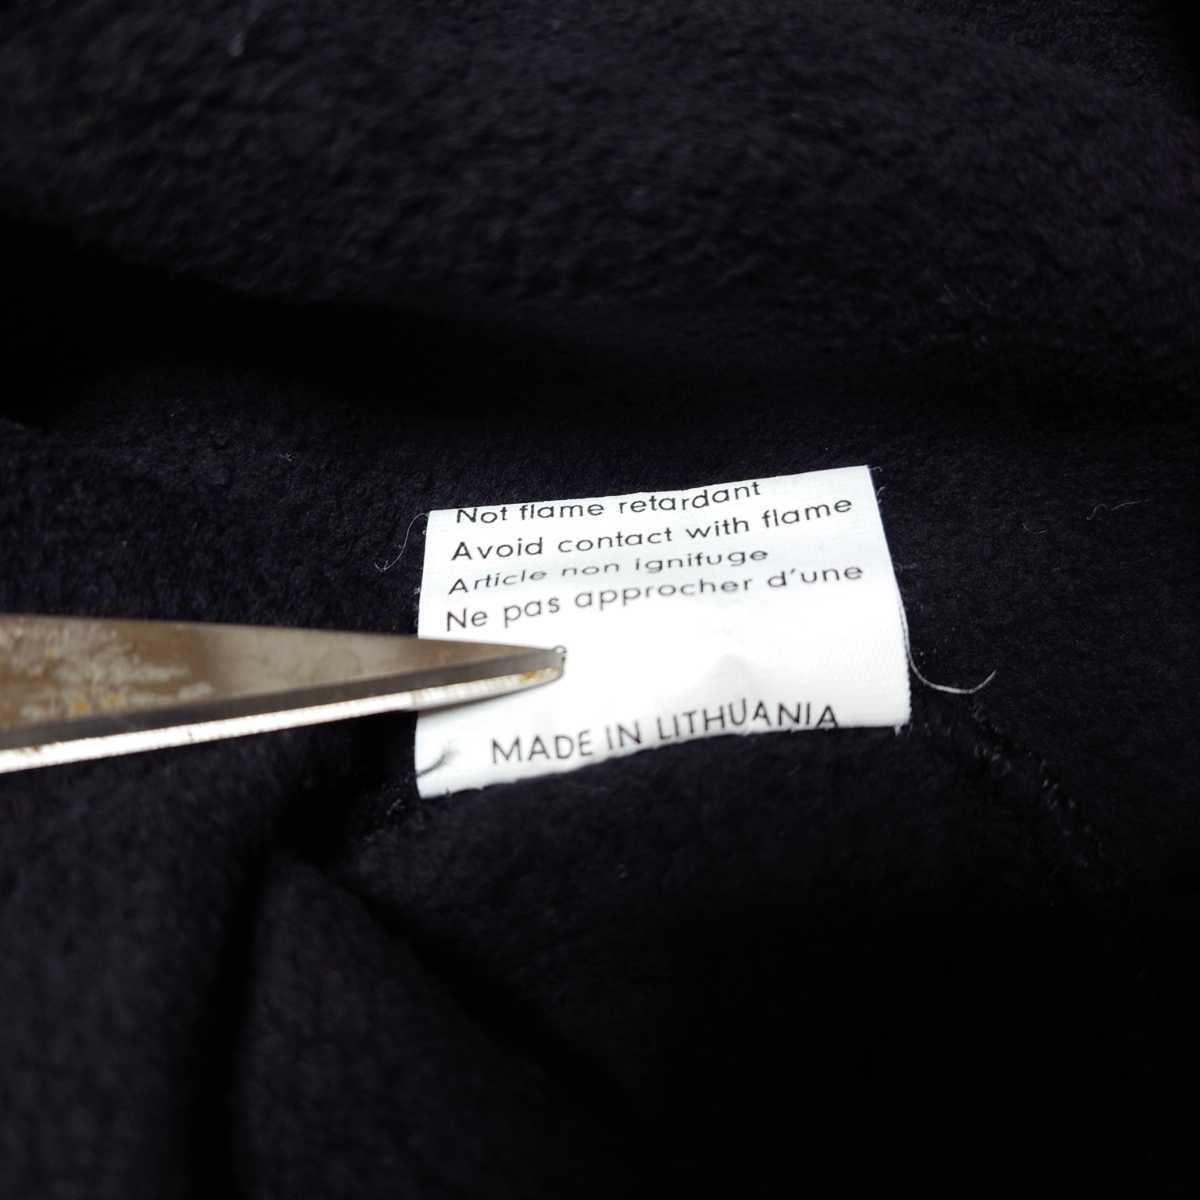 Not flame retardant
Avoid contact with flame
Article non ignifuge
Ne pas approcher d'une
MADE IN LITHUANIA